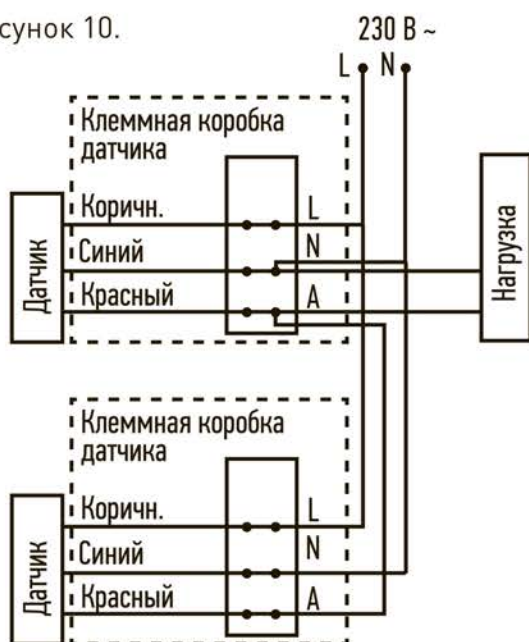 сунок 10.
230 В ~
L N
Клеммная коробка
датчика
Коричн.
L
Синий
N
Красный
A
Датчик
Нагрузка
Клеммная коробка
датчика
Коричн.
L
Синий
N
Красный
A
Датчик